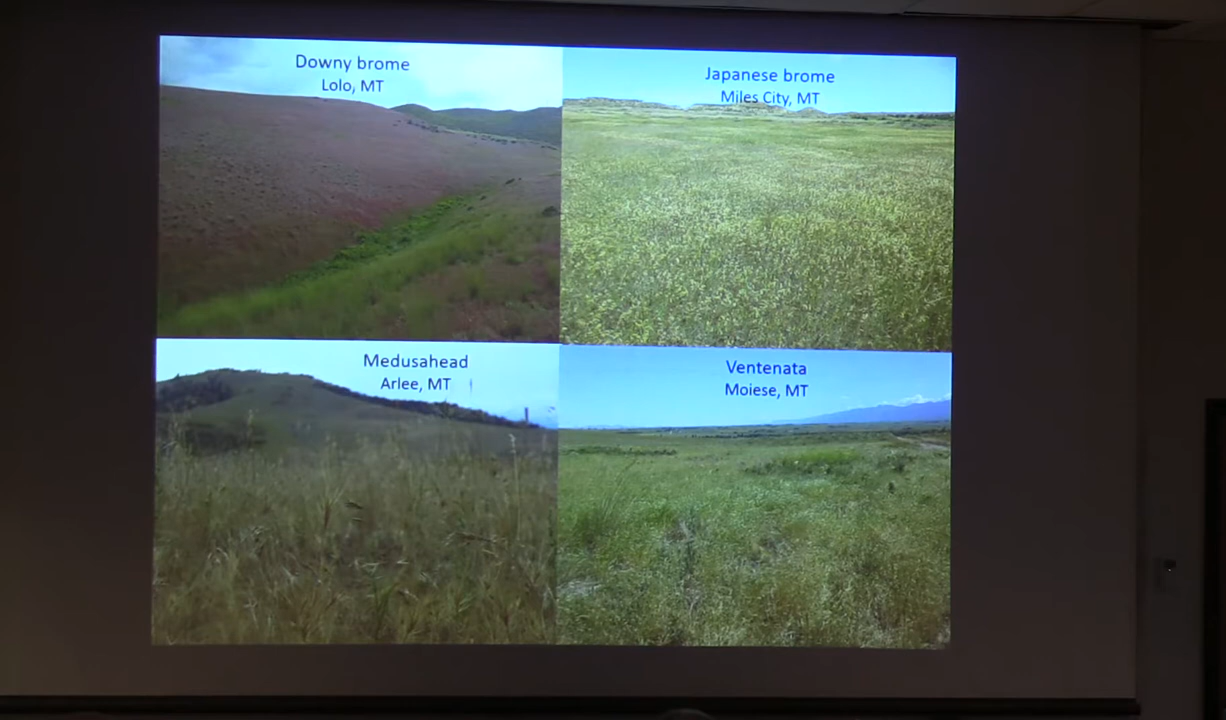 Downy brome
Lolo, MT
Japanese brome
Miles City, MT
Medusahead
Arlee, MT
Ventenata
Moiese, MT